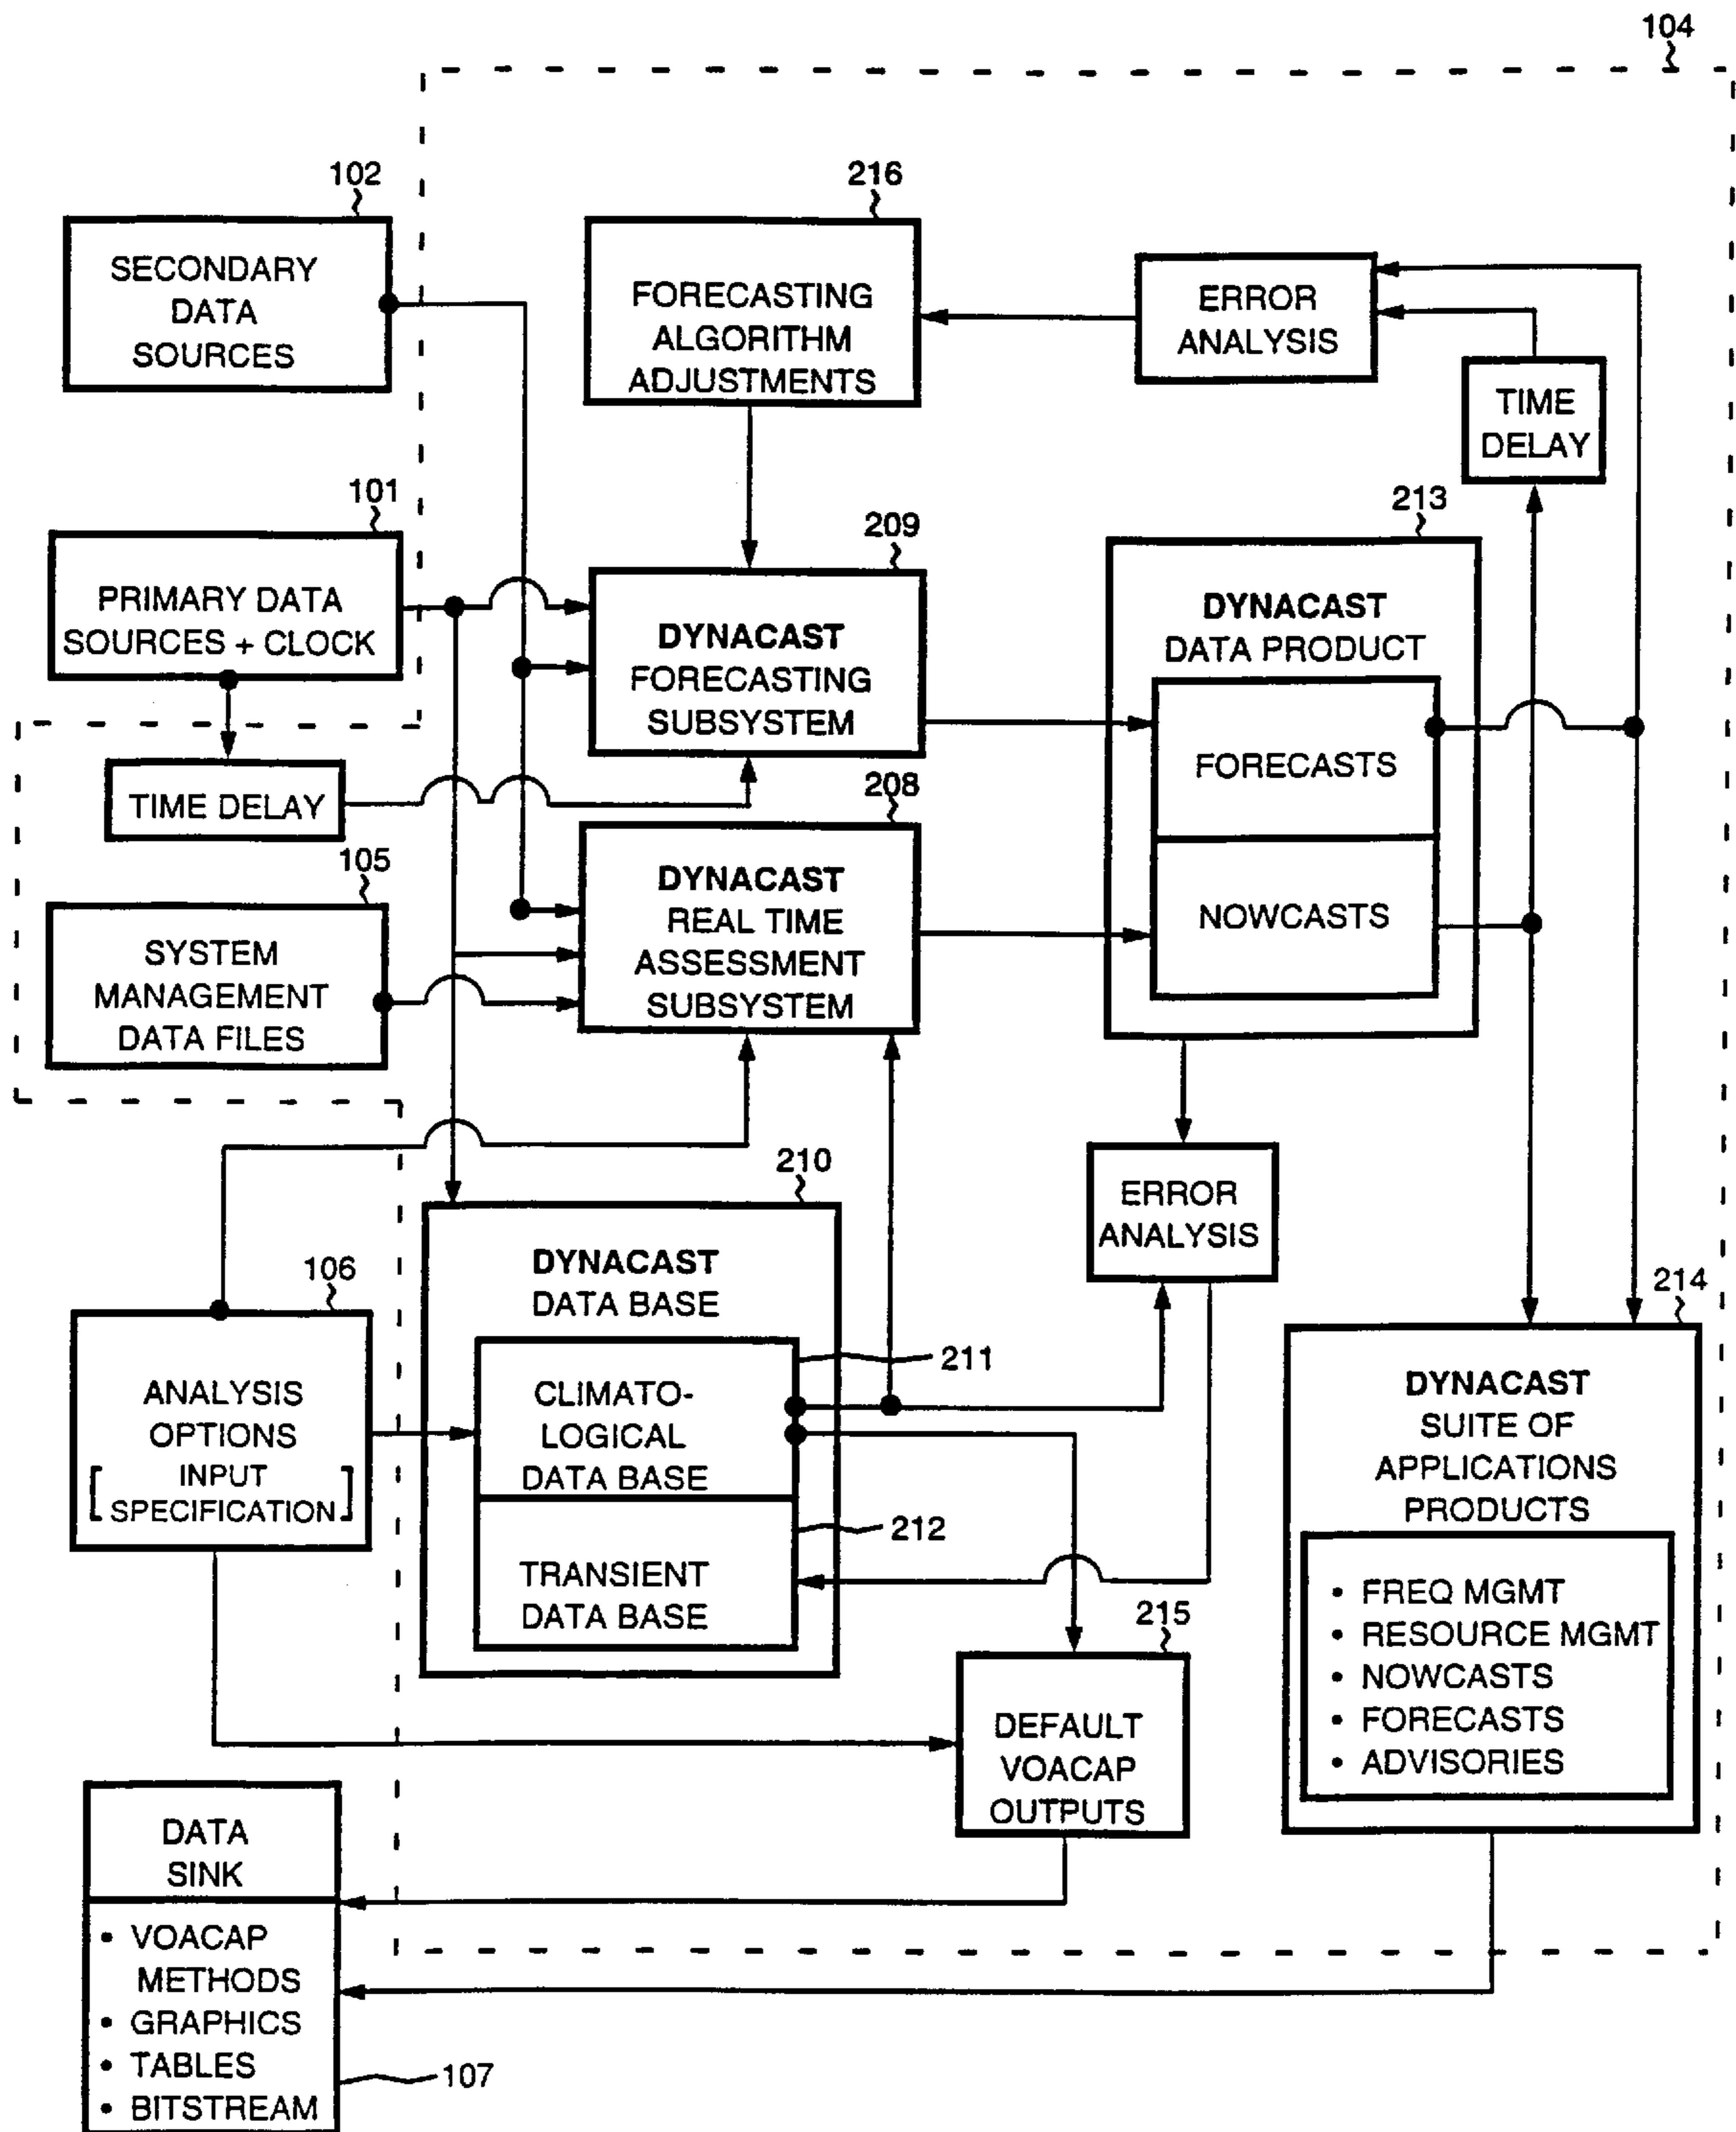 104
102
SECONDARY
DATA
SOURCES
216
FORECASTING
ALGORITHM
ADJUSTMENTS
ERROR
ANALYSIS
TIME
DELAY
101
PRIMARY DATA
SOURCES + CLOCK
209
DYNACAST
FORECASTING
SUBSYSTEM
213
DYNACAST
DATA PRODUCT
FORECASTS
NOWCASTS
TIME DELAY
208
DYNACAST
REAL TIME
ASSESSMENT
SUBSYSTEM
105
SYSTEM
MANAGEMENT
DATA FILES
ERROR
ANALYSIS
210
DYNACAST
DATA BASE
211
CLIMATO-
LOGICAL
DATA BASE
212
TRANSIENT
DATA BASE
106
ANALYSIS
OPTIONS
[ INPUT
SPECIFICATION ]
214
DYNACAST
SUITE OF
APPLICATIONS
PRODUCTS
• FREQ MGMT
• RESOURCE MGMT
• NOWCASTS
• FORECASTS
• ADVISORIES
215
DEFAULT
VOACAP
OUTPUTS
DATA
SINK
• VOACAP
METHODS
• GRAPHICS
• TABLES
• BITSTREAM
107